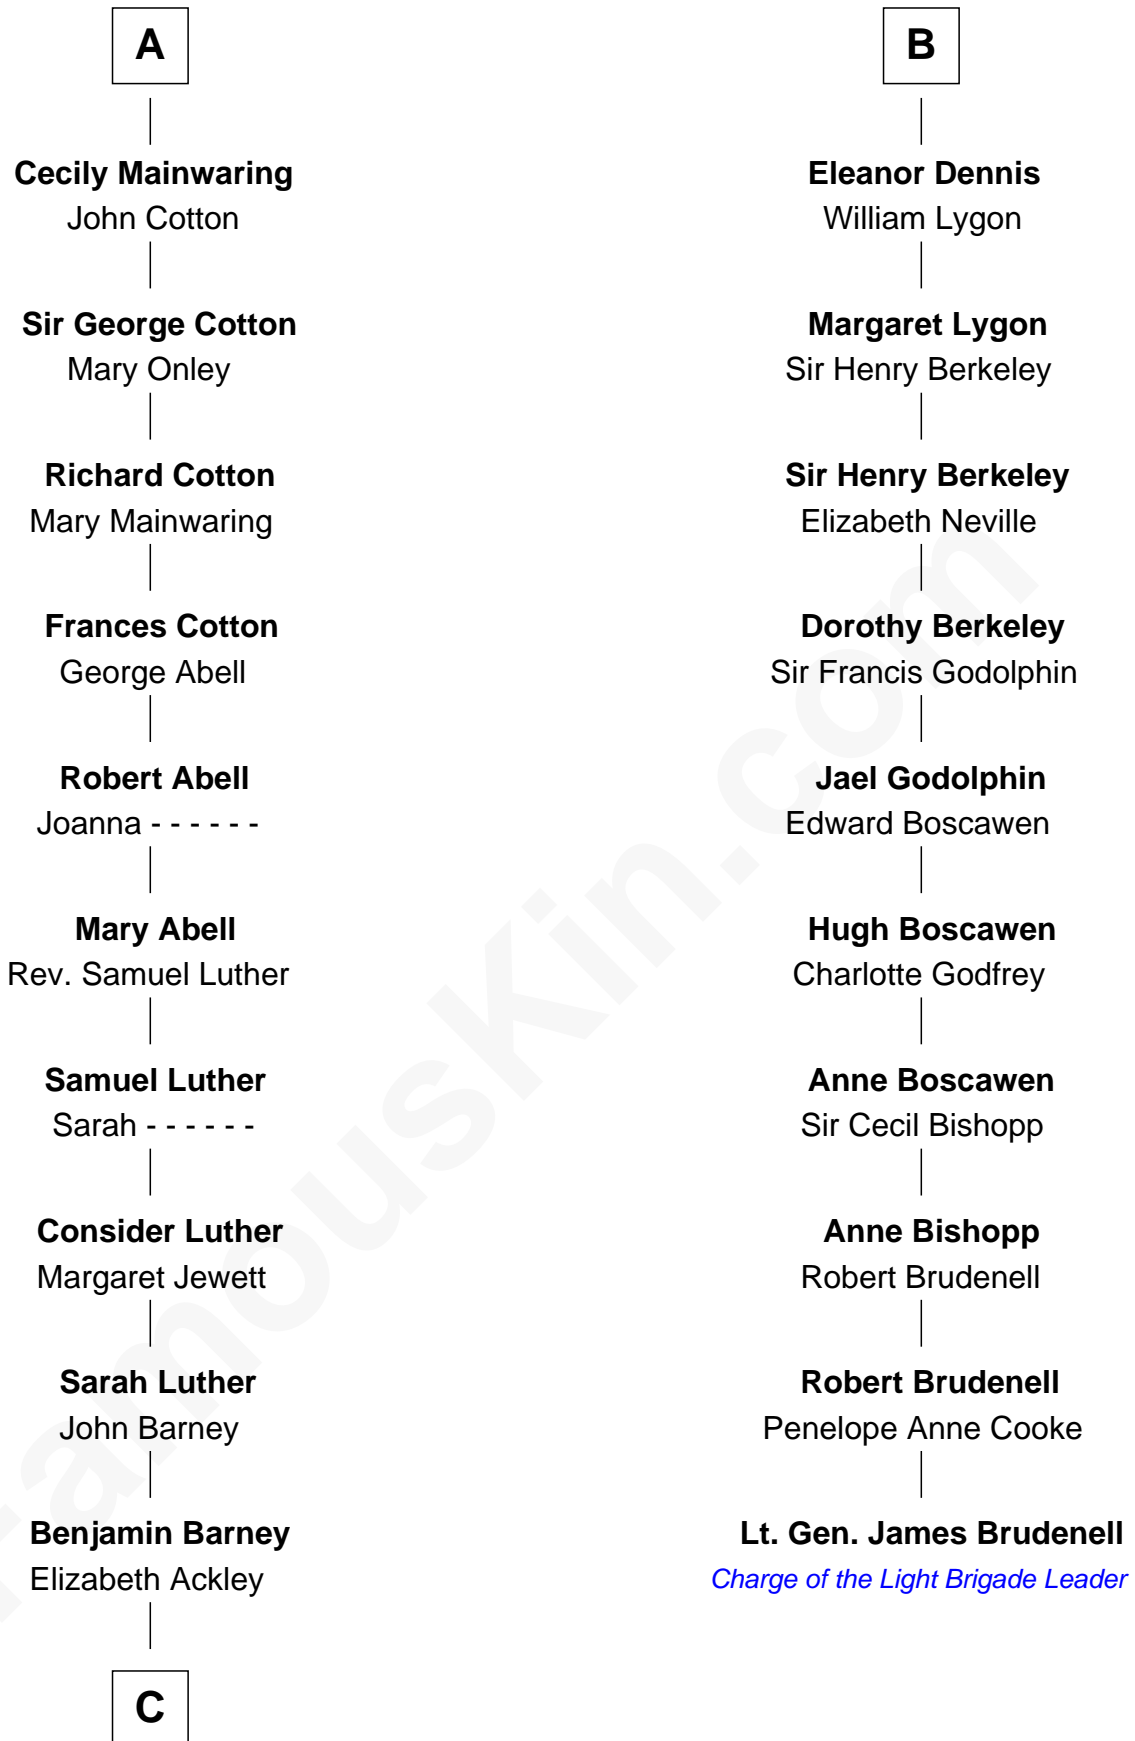 A
Cecily Mainwaring
John Cotton
Sir George Cotton
Mary Onley
Richard Cotton
Mary Mainwaring
Frances Cotton
George Abell
Robert Abell
Joanna - - - - - -
Mary Abell
Rev. Samuel Luther
Samuel Luther
Sarah - - - - - -
Consider Luther
Margaret Jewett
Sarah Luther
John Barney
Benjamin Barney
Elizabeth Ackley
C
B
Eleanor Dennis
William Lygon
Margaret Lygon
Sir Henry Berkeley
Sir Henry Berkeley
Elizabeth Neville
Dorothy Berkeley
Sir Francis Godolphin
Jael Godolphin
Edward Boscawen
Hugh Boscawen
Charlotte Godfrey
Anne Boscawen
Sir Cecil Bishopp
Anne Bishopp
Robert Brudenell
Robert Brudenell
Penelope Anne Cooke
Lt. Gen. James Brudenell
Charge of the Light Brigade Leader
FamousKin.com